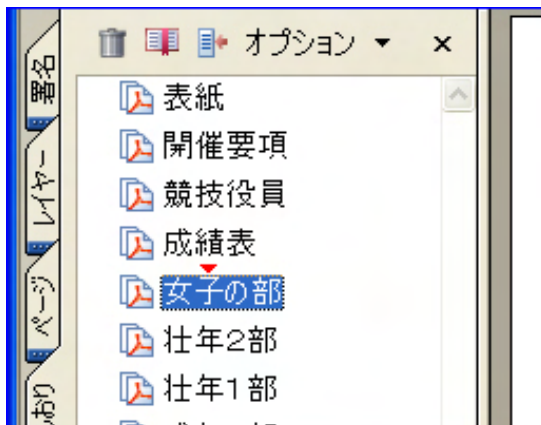 オプション
表紙
開催要項
競技役員
成績表
女子の部
壮年2部
壮年1部
署名
レイヤー
ページ